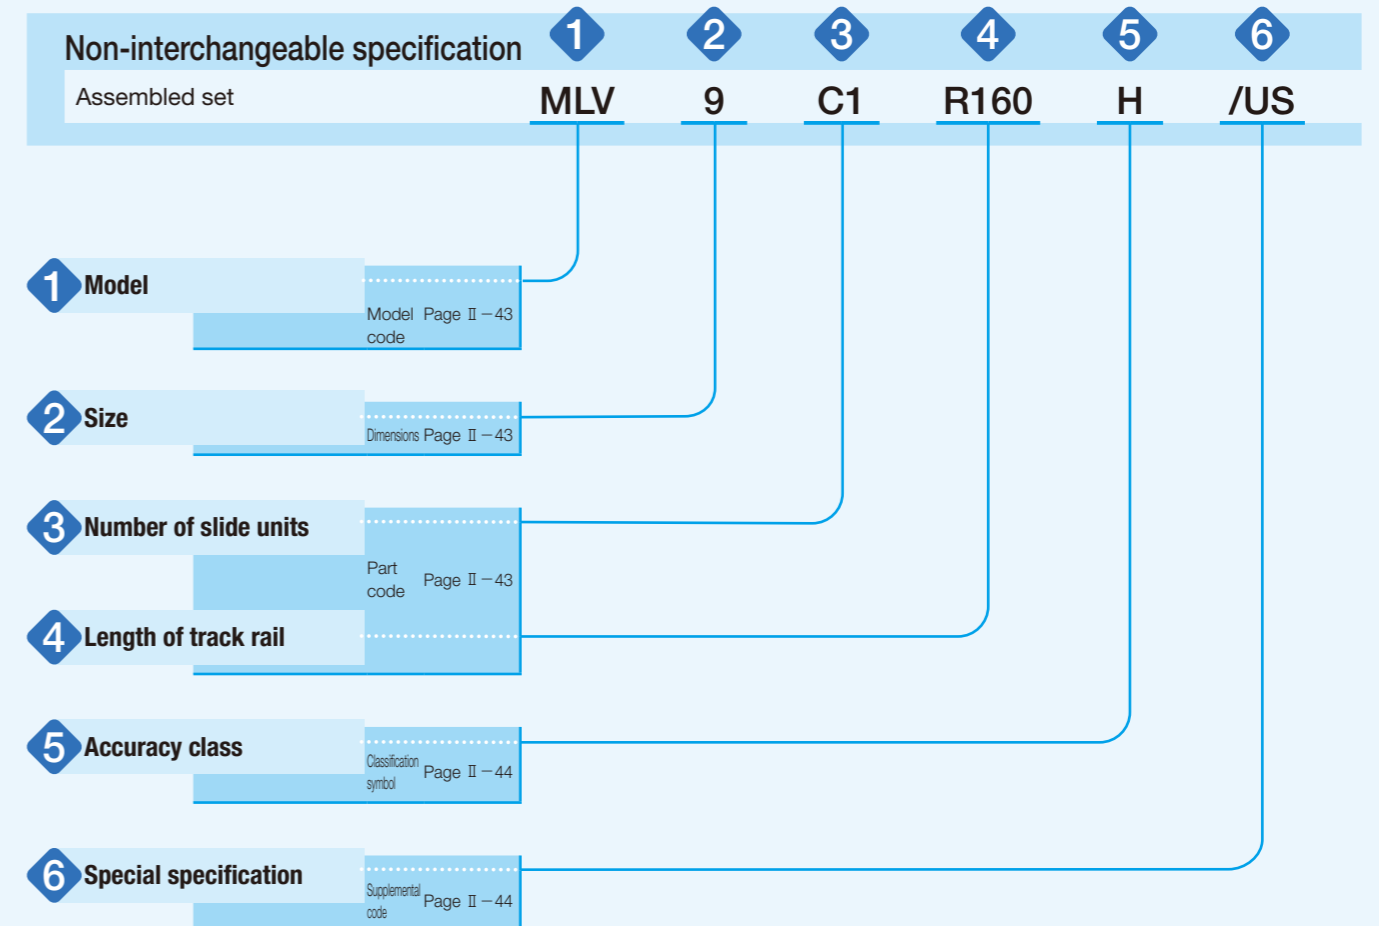 1 2 3 4 5 6
Non-interchangeable specification
Assembled set MLV 9 C1 R160 H /US
1 Model
Model code Page Ⅱ－43
2 Size
Dimensions Page Ⅱ－43
3 Number of slide units
Part code Page Ⅱ－43
4 Length of track rail
5 Accuracy class
Classification symbol Page Ⅱ－44
6 Special specification
Supplemental code Page Ⅱ－44